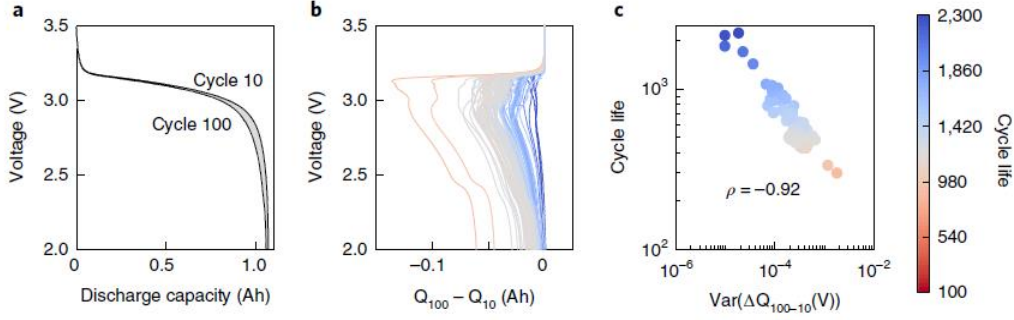 a
3.5
3.0
2.5
2.0
Voltage (V)
Cycle 10
Cycle 100
0
0.5
1.0
Discharge capacity (Ah)
b
3.5
3.0
2.5
2.0
Voltage (V)
–0.1
0
Q100 – Q10 (Ah)
c
10³
10²
Cycle life
ρ = –0.92
10⁻⁶
10⁻⁴
10⁻²
Var(ΔQ100–10(V))
2,300
1,860
1,420
980
540
100
Cycle life